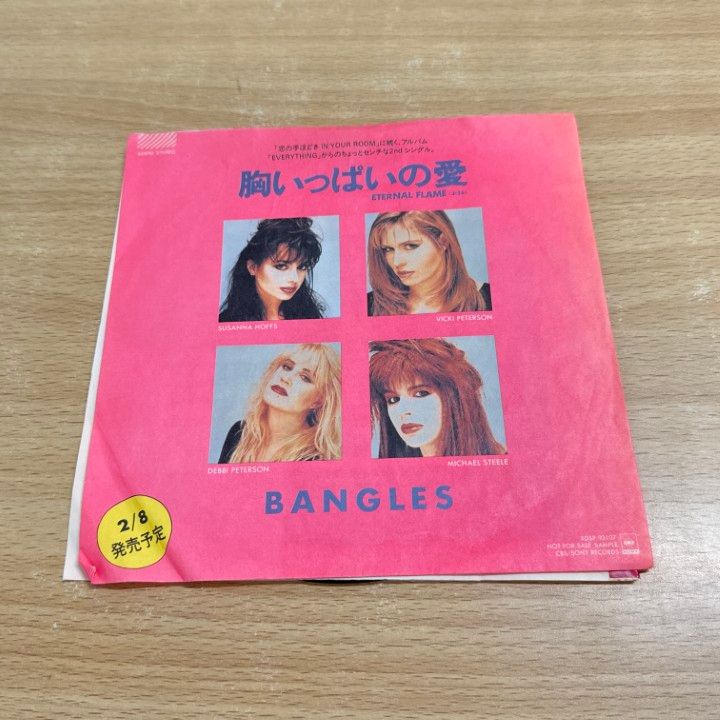 「恋の手ほどき IN YOUR ROOM」に続く、アルバム
「EVERYTHING」からのちょっとセンチな2nd シングル。
胸いっぱいの愛
ETERNAL FLAME
SUSANNA HOFFS
VICKI PETERSON
DEBBI PETERSON
MICHAEL STEELE
BANGLES
2/8
発売予定
NOT FOR SALE SAMPLE
CBS/SONY RECORDS